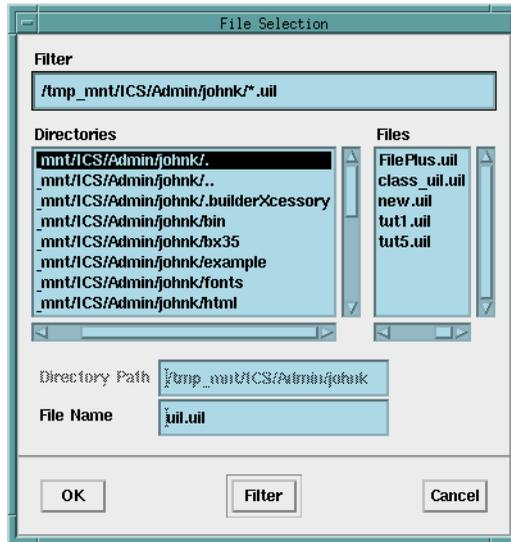 File Selection
Filter
/tmp_mnt/ICS/Admin/johnk/*.uil
Directories
Files
_mnt/ICS/Admin/johnk/.
_mnt/ICS/Admin/johnk/..
_mnt/ICS/Admin/johnk/.builderXcessory
_mnt/ICS/Admin/johnk/bin
_mnt/ICS/Admin/johnk/bx35
_mnt/ICS/Admin/johnk/example
_mnt/ICS/Admin/johnk/fonts
_mnt/ICS/Admin/johnk/html
FilePlus.uil
class_uil.uil
new.uil
tut1.uil
tut5.uil
Directory Path /tmp_mnt/ICS/Admin/johnk
File Name uil.uil
OK Filter Cancel